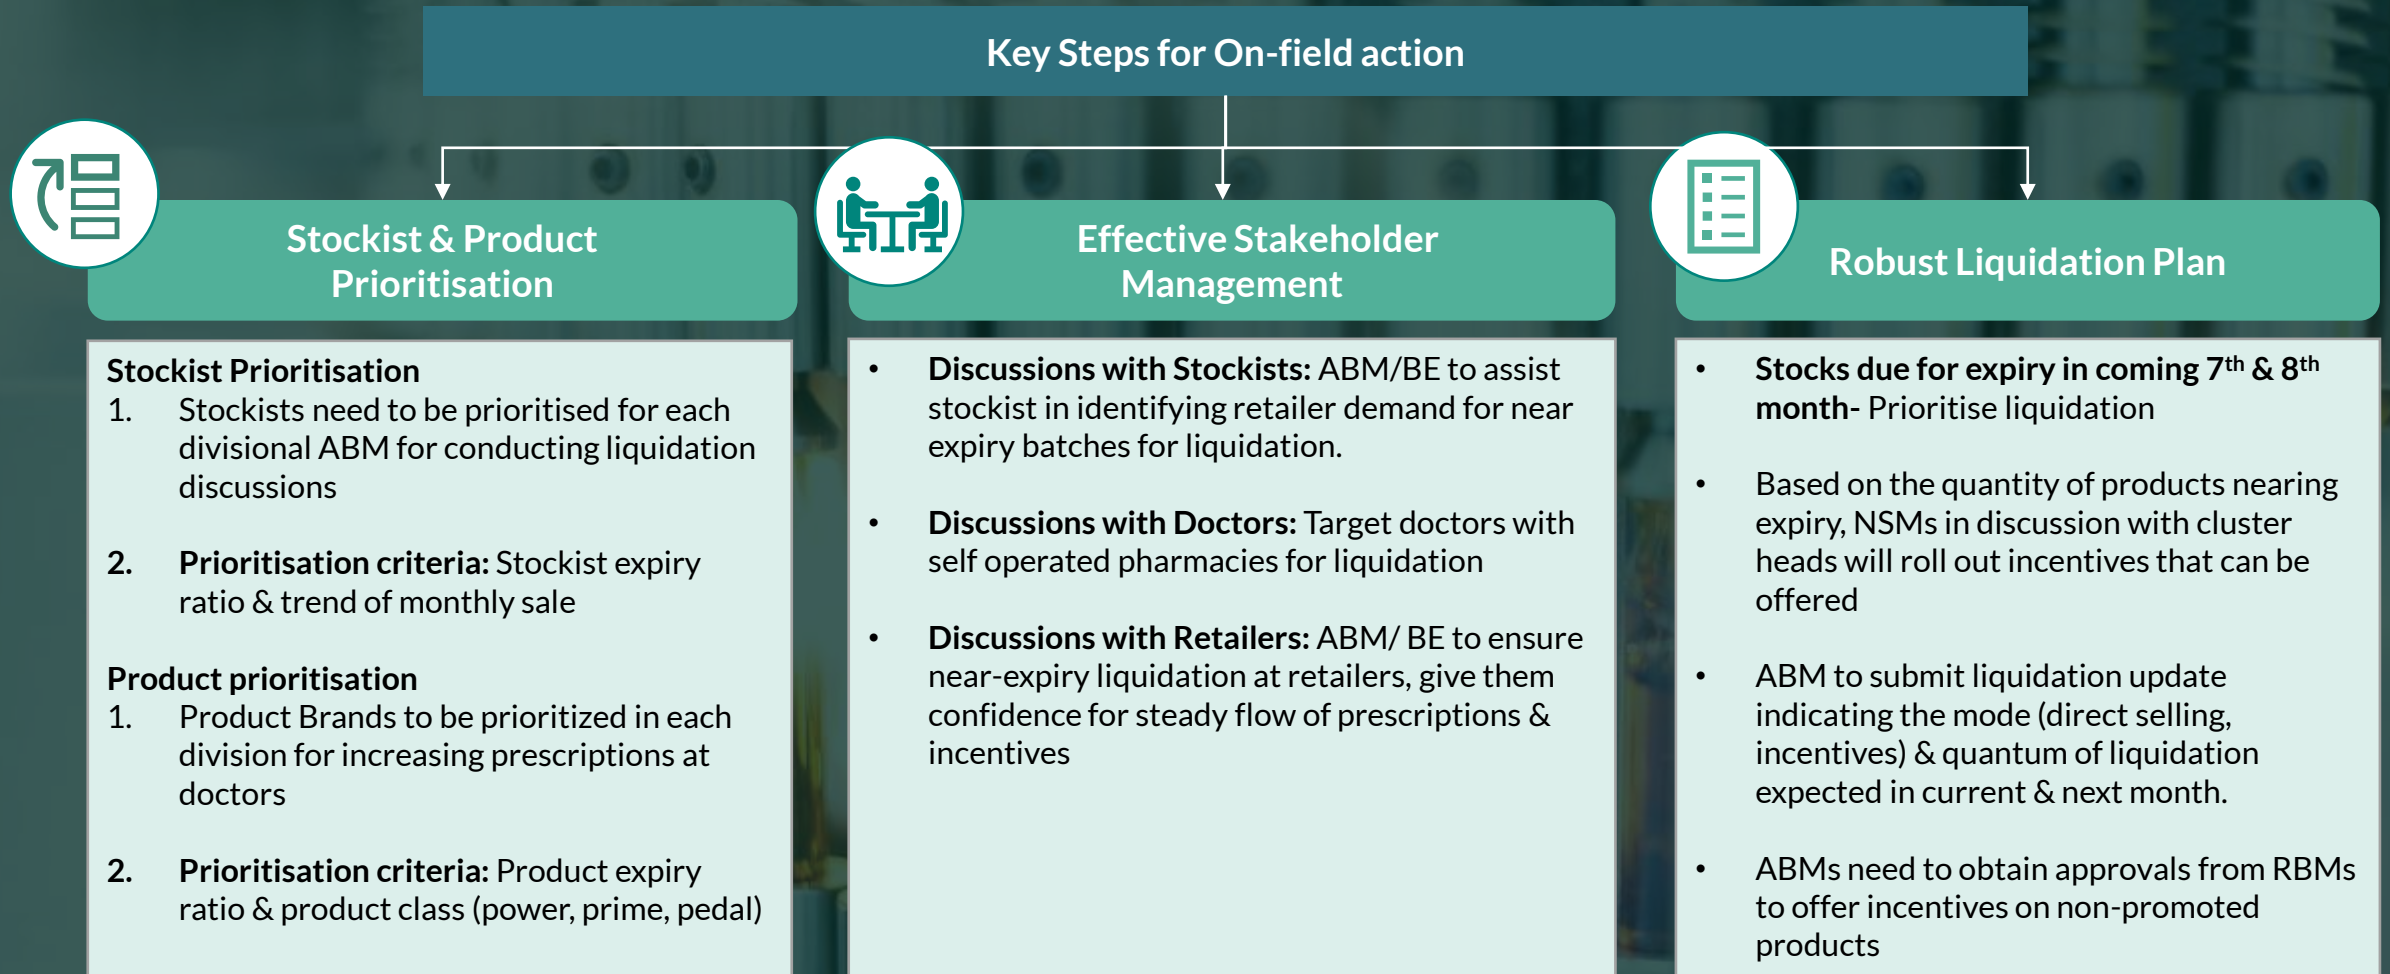 Key Steps for On-field action
Stockist & Product
Prioritisation
Stockist Prioritisation
1. Stockists need to be prioritised for each
divisional ABM for conducting liquidation
discussions
2. Prioritisation criteria: Stockist expiry
ratio & trend of monthly sale
Product prioritisation
1. Product Brands to be prioritized in each
division for increasing prescriptions at
doctors
2. Prioritisation criteria: Product expiry
ratio & product class (power, prime, pedal)
Effective Stakeholder
Management
• Discussions with Stockists: ABM/BE to assist
stockist in identifying retailer demand for near
expiry batches for liquidation.
• Discussions with Doctors: Target doctors with
self operated pharmacies for liquidation
• Discussions with Retailers: ABM/ BE to ensure
near-expiry liquidation at retailers, give them
confidence for steady flow of prescriptions &
incentives
Robust Liquidation Plan
• Stocks due for expiry in coming 7th & 8th
month- Prioritise liquidation
• Based on the quantity of products nearing
expiry, NSMs in discussion with cluster
heads will roll out incentives that can be
offered
• ABM to submit liquidation update
indicating the mode (direct selling,
incentives) & quantum of liquidation
expected in current & next month.
• ABMs need to obtain approvals from RBMs
to offer incentives on non-promoted
products